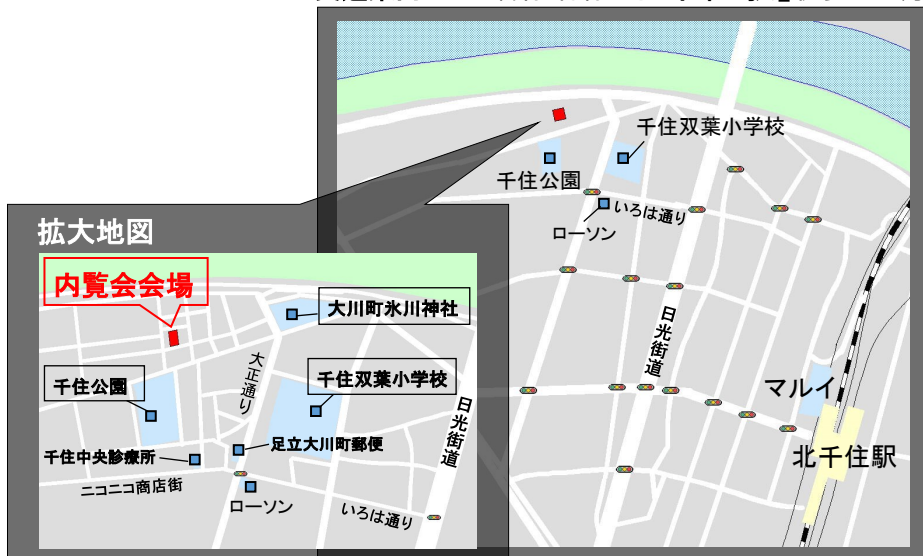 千住双葉小学校
千住公園
いろは通り
ローソン
日光街道
マルイ
北千住駅
拡大地図
内覧会会場
大川町氷川神社
大正通り
千住公園
千住双葉小学校
日光街道
足立大川町郵便
千住中央診療所
ニコニコ商店街
ローソン
いろは通り